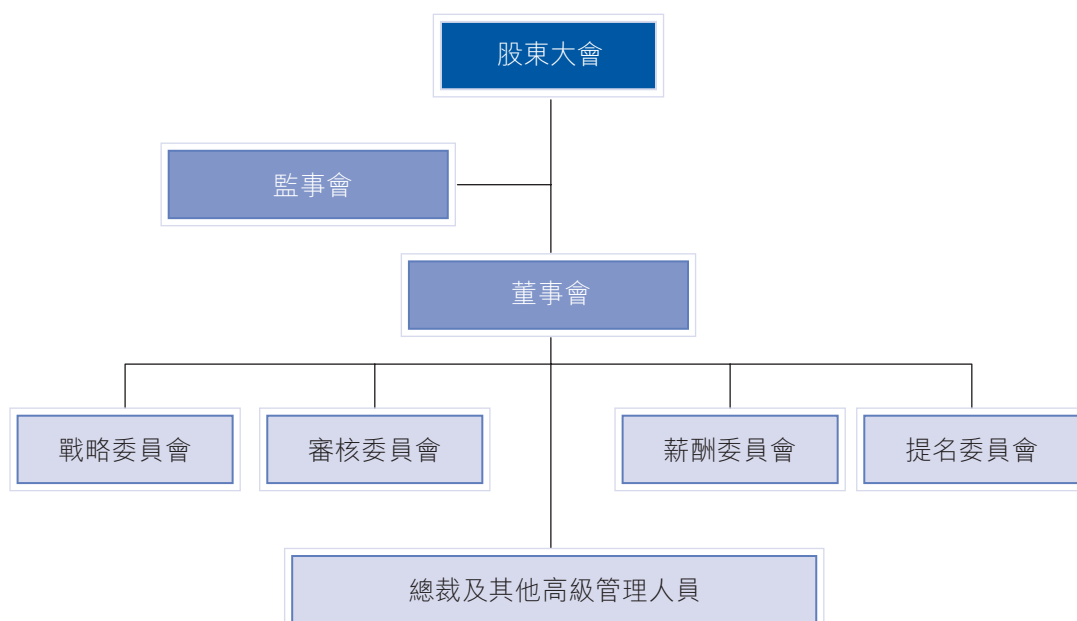 股東大會
監事會
董事會
戰略委員會
審核委員會
薪酬委員會
提名委員會
總裁及其他高級管理人員